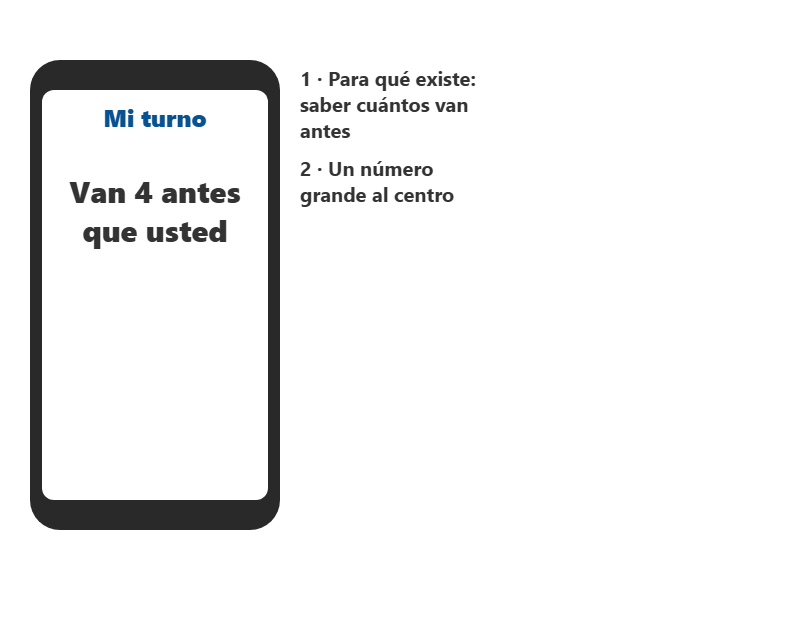 Mi turno
Van 4 antes
que usted
1 · Para qué existe:
saber cuántos van
antes
2 · Un número
grande al centro